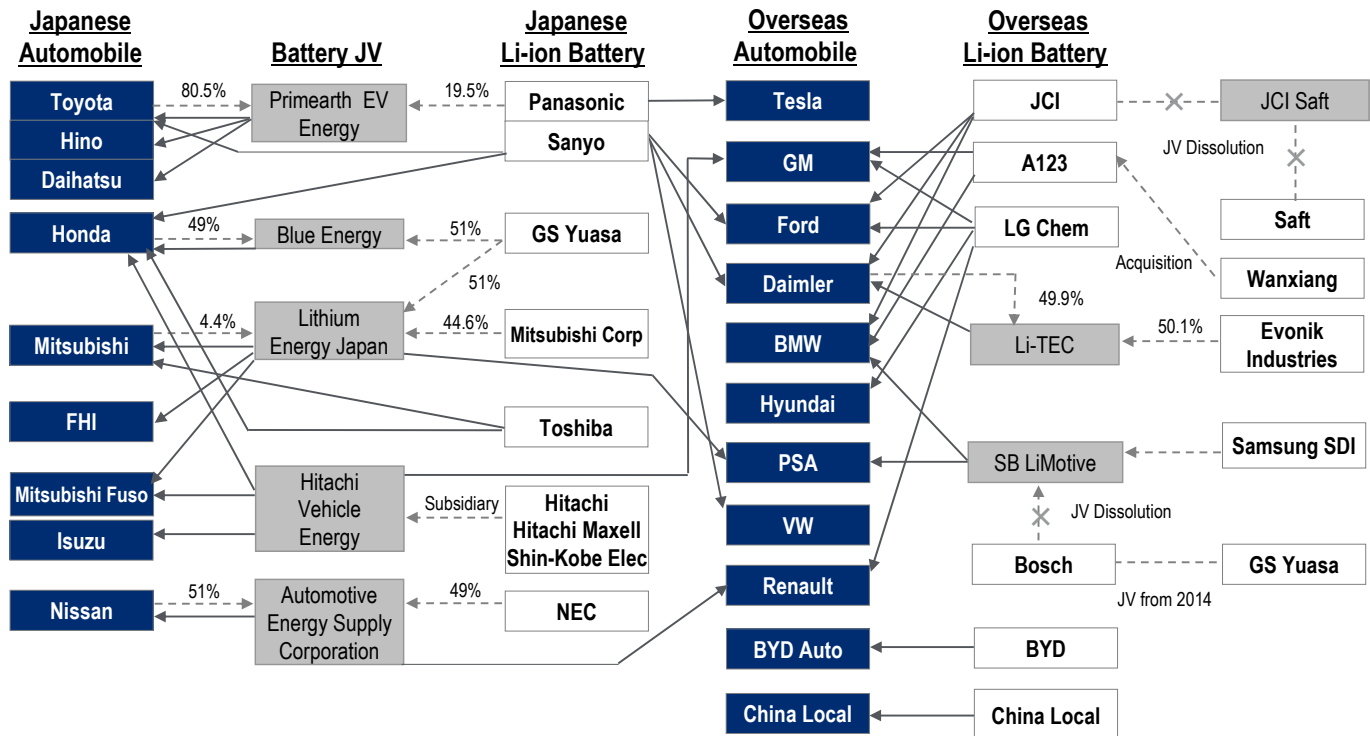 Japanese
Automobile
Battery JV
Japanese
Li-ion Battery
Overseas
Automobile
Overseas
Li-ion Battery
Toyota
Hino
Daihatsu
Honda
Mitsubishi
FHI
Mitsubishi Fuso
Isuzu
Nissan
80.5%
49%
4.4%
51%
Primearth EV
Energy
Blue Energy
Lithium
Energy Japan
Hitachi
Vehicle
Energy
Automotive
Energy Supply
Corporation
19.5%
51%
51%
44.6%
Subsidiary
49%
Panasonic
Sanyo
GS Yuasa
Mitsubishi Corp
Toshiba
Hitachi
Hitachi Maxell
Shin-Kobe Elec
NEC
Tesla
GM
Ford
Daimler
BMW
Hyundai
PSA
VW
Renault
BYD Auto
China Local
JCI
A123
LG Chem
49.9%
Li-TEC
SB LiMotive
JV Dissolution
Bosch
JV from 2014
BYD
China Local
JCI Saft
JV Dissolution
Saft
Acquisition
Wanxiang
50.1%
Evonik
Industries
Samsung SDI
GS Yuasa